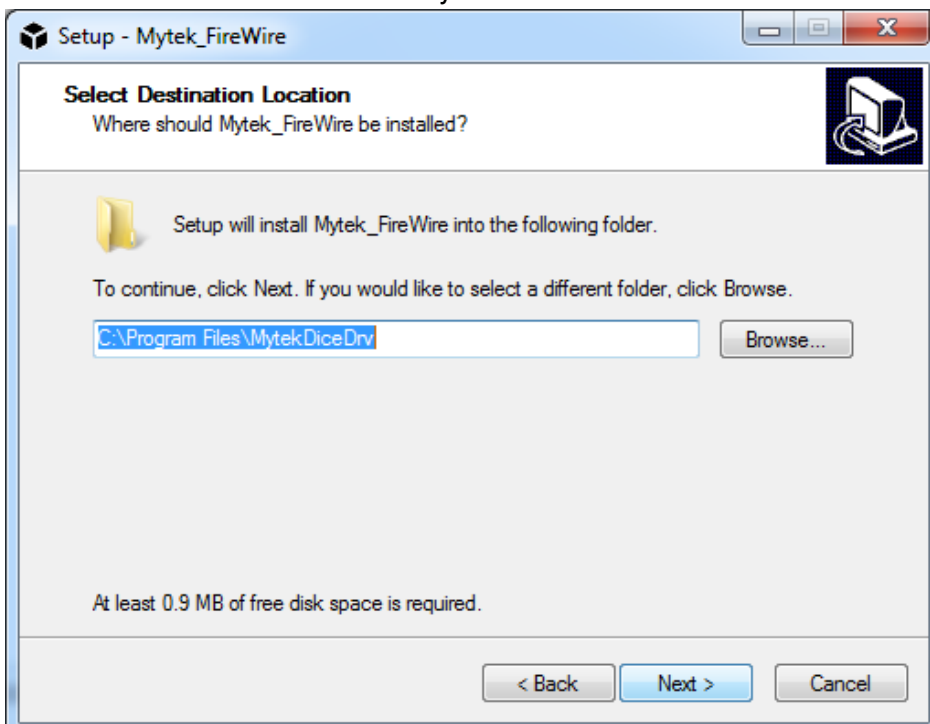 Setup - Mytek_FireWire
Select Destination Location
Where should Mytek_FireWire be installed?
Setup will install Mytek_FireWire into the following folder.
To continue, click Next. If you would like to select a different folder, click Browse.
C:\Program Files\MytekDiceDrv
Browse...
At least 0.9 MB of free disk space is required.
< Back
Next >
Cancel